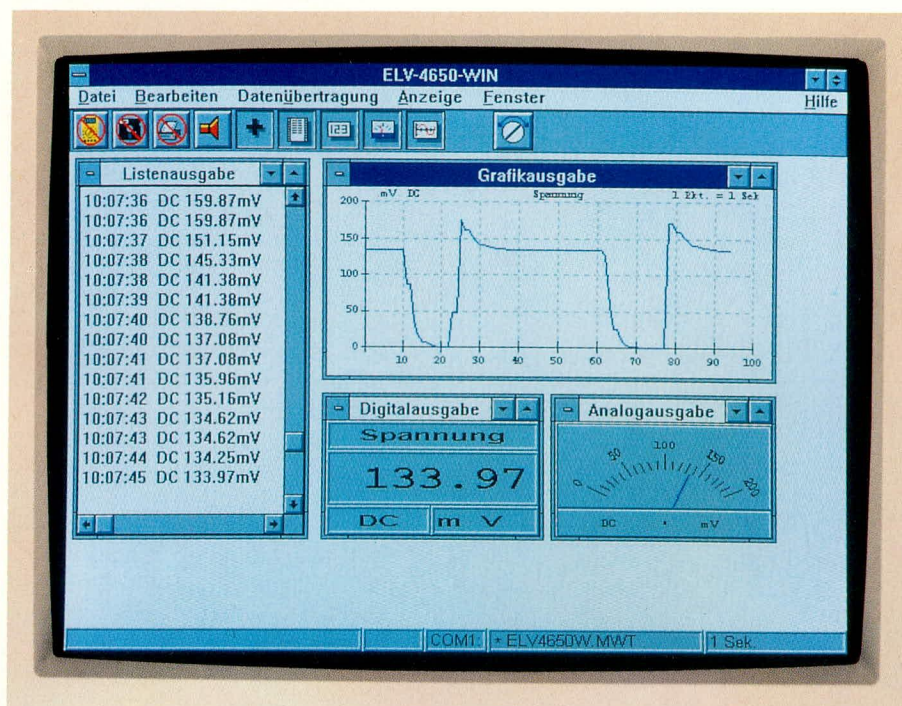 ELV-4650-WIN
Datei Bearbeiten Datenübertragung Anzeige Fenster Hilfe
123
Listenausgabe
10:07:36 DC 159.87mV
10:07:36 DC 159.87mV
10:07:37 DC 151.15mV
10:07:38 DC 145.33mV
10:07:38 DC 141.38mV
10:07:39 DC 141.38mV
10:07:40 DC 138.76mV
10:07:40 DC 137.08mV
10:07:41 DC 137.08mV
10:07:41 DC 135.96mV
10:07:42 DC 135.16mV
10:07:43 DC 134.62mV
10:07:43 DC 134.62mV
10:07:44 DC 134.25mV
10:07:45 DC 133.97mV
Grafikausgabe
mV DC Spannung 1 Pkt. = 1 Sek
200
150
100
50
0
10 20 30 40 50 60 70 80 90 100
Digitalausgabe
Spannung
133.97
DC m V
Analogausgabe
0 50 100 150 200
DC mV
COM1: * ELV4650W.MWT 1 Sek.